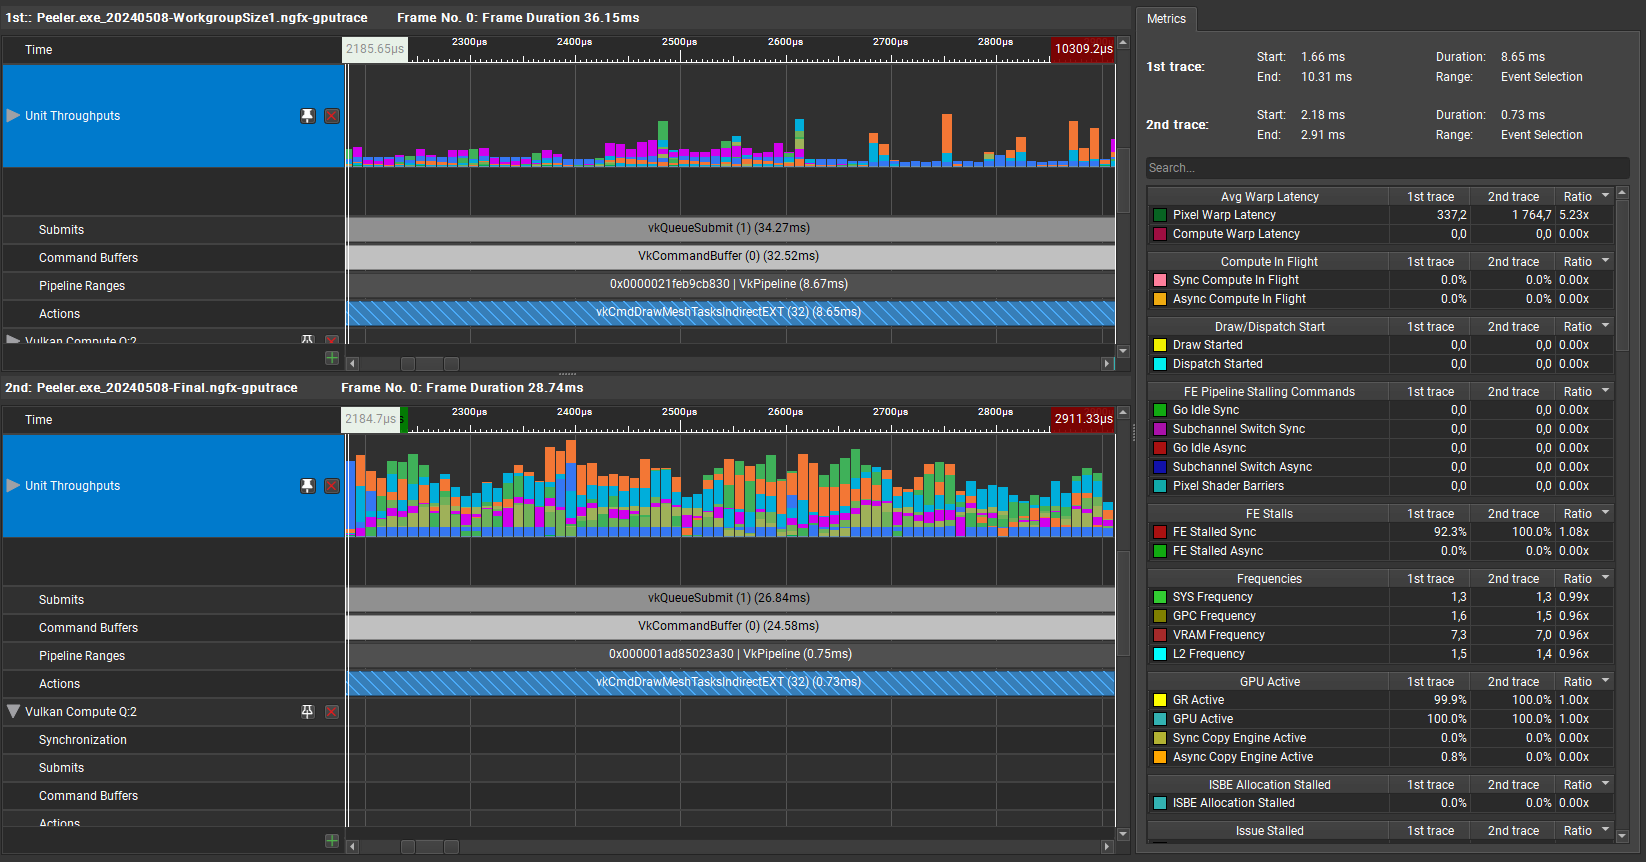 1st:: Peeler.exe_20240508-WorkgroupSize1.ngfx-gputrace Frame No. 0: Frame Duration 36.15ms
Time 2185.65µs 2300µs 2400µs 2500µs 2600µs 2700µs 2800µs 10309.2µs
Unit Throughputs
Submits vkQueueSubmit (1) (34.27ms)
Command Buffers VkCommandBuffer (0) (32.52ms)
Pipeline Ranges 0x0000021feb9cb830 | VkPipeline (8.67ms)
Actions vkCmdDrawMeshTasksIndirectEXT (32) (8.65ms)
Vulkan Compute Q:2
2nd: Peeler.exe_20240508-Final.ngfx-gputrace Frame No. 0: Frame Duration 28.74ms
Time 2184.7µs 2300µs 2400µs 2500µs 2600µs 2700µs 2800µs 2911.33µs
Unit Throughputs
Submits vkQueueSubmit (1) (26.84ms)
Command Buffers VkCommandBuffer (0) (24.58ms)
Pipeline Ranges 0x000001ad85023a30 | VkPipeline (0.75ms)
Actions vkCmdDrawMeshTasksIndirectEXT (32) (0.73ms)
Vulkan Compute Q:2
Synchronization
Submits
Command Buffers
Actions
Metrics
1st trace: Start: 1.66 ms Duration: 8.65 ms
End: 10.31 ms Range: Event Selection
2nd trace: Start: 2.18 ms Duration: 0.73 ms
End: 2.91 ms Range: Event Selection
Search...
Avg Warp Latency 1st trace 2nd trace Ratio
Pixel Warp Latency 337,2 1 764,7 5.23x
Compute Warp Latency 0,0 0,0 0.00x
Compute In Flight 1st trace 2nd trace Ratio
Sync Compute In Flight 0.0% 0.0% 0.00x
Async Compute In Flight 0.0% 0.0% 0.00x
Draw/Dispatch Start 1st trace 2nd trace Ratio
Draw Started 0,0 0,0 0.00x
Dispatch Started 0,0 0,0 0.00x
FE Pipeline Stalling Commands 1st trace 2nd trace Ratio
Go Idle Sync 0,0 0,0 0.00x
Subchannel Switch Sync 0,0 0,0 0.00x
Go Idle Async 0,0 0,0 0.00x
Subchannel Switch Async 0,0 0,0 0.00x
Pixel Shader Barriers 0,0 0,0 0.00x
FE Stalls 1st trace 2nd trace Ratio
FE Stalled Sync 92.3% 100.0% 1.08x
FE Stalled Async 0.0% 0.0% 0.00x
Frequencies 1st trace 2nd trace Ratio
SYS Frequency 1,3 1,3 0.99x
GPC Frequency 1,6 1,5 0.96x
VRAM Frequency 7,3 7,0 0.96x
L2 Frequency 1,5 1,4 0.96x
GPU Active 1st trace 2nd trace Ratio
GR Active 99.9% 100.0% 1.00x
GPU Active 100.0% 100.0% 1.00x
Sync Copy Engine Active 0.0% 0.0% 0.00x
Async Copy Engine Active 0.8% 0.0% 0.00x
ISBE Allocation Stalled 1st trace 2nd trace Ratio
ISBE Allocation Stalled 0.0% 0.0% 0.00x
Issue Stalled 1st trace 2nd trace Ratio